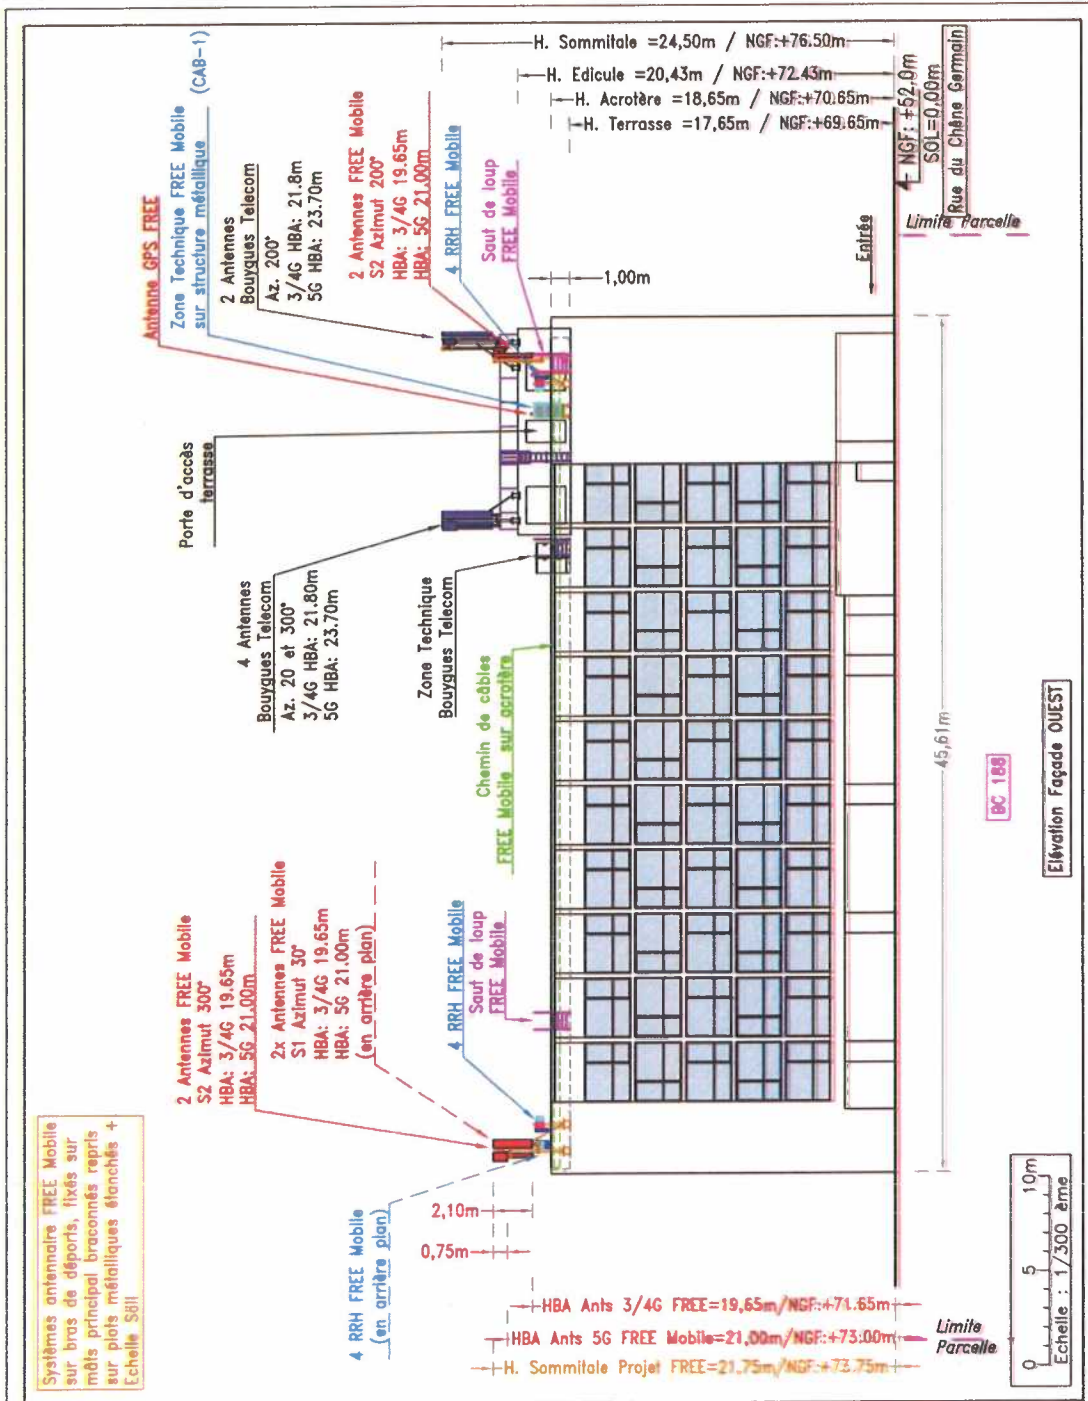 H. Sommitale =24,50m / NGF:+76.50m
H. Edicule =20,43m / NGF:+72.43m
H. Acrotère =18,65m / NGF:+70.65m
H. Terrasse =17,65m / NGF:+69.65m
NGF: +52.0m
SOL=0,00m
Rue du Chêne Germain
Limite Parcelle
Entrée
1,00m
Antenne GPS FREE
Zone Technique FREE Mobile (CAB-1)
sur structure métallique
2 Antennes
Bouygues Telecom
Az. 200°
3/4G HBA: 21.8m
5G HBA: 23.70m
2 Antennes FREE Mobile
S2 Azimut 200°
HBA: 3/4G 19.65m
HBA: 5G 21.00m
4 RRH FREE Mobile
Saut de loup
FREE Mobile
Porte d'accès
terrasse
4 Antennes
Bouygues Telecom
Az. 20 et 300°
3/4G HBA: 21.80m
5G HBA: 23.70m
Zone Technique
Bouygues Telecom
Chemin de câbles
FREE Mobile sur acrotère
2 Antennes FREE Mobile
S2 Azimut 300°
HBA: 3/4G 19.65m
HBA: 5G 21.00m
2x Antennes FREE Mobile
S1 Azimut 30°
HBA: 3/4G 19.65m
HBA: 5G 21.00m
(en arrière plan)
4 RRH FREE Mobile
Saut de loup
FREE Mobile
Systèmes antennaire FREE Mobile
sur bras de déports, fixés sur
mâts principal braconnés repris
sur plots métalliques étanchés +
Echelle S811
4 RRH FREE Mobile
(en arrière plan)
2,10m
0,75m
HBA Ants 3/4G FREE=19,65m/NGF:+71.65m
HBA Ants 5G FREE Mobile=21,00m/NGF:+73.00m
H. Sommitale Projet FREE=21.75m/NGF:+73.75m
Limite
Parcelle
45,61m
BC 188
Elévation Façade OUEST
0 5 10m
Echelle : 1/300 ème